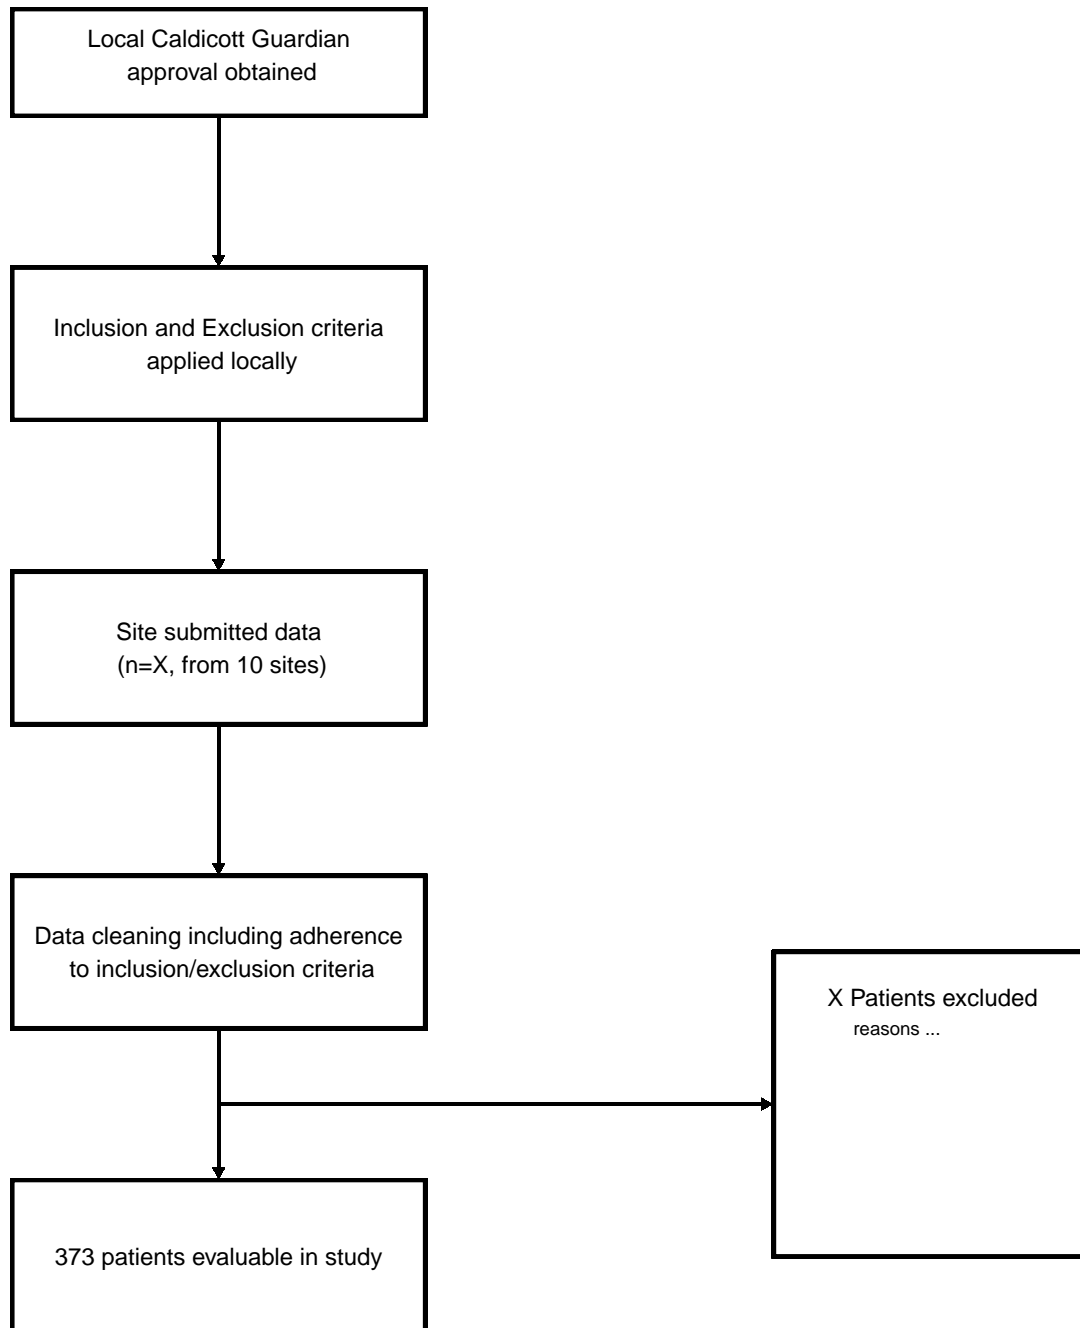 Local Caldicott Guardian
approval obtained
Inclusion and Exclusion criteria
applied locally
Site submitted data
(n=X, from 10 sites)
Data cleaning including adherence
to inclusion/exclusion criteria
X Patients excluded
reasons ...
373 patients evaluable in study